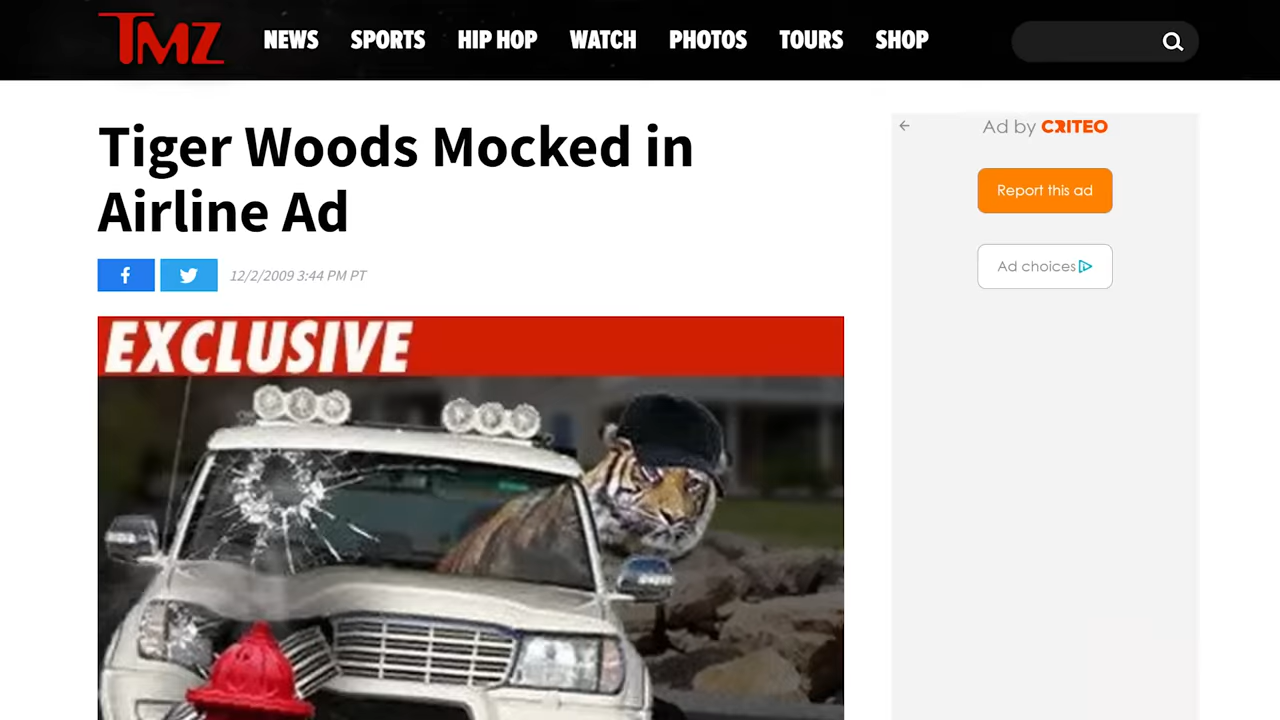 TMZ
NEWS SPORTS HIP HOP WATCH PHOTOS TOURS SHOP
Tiger Woods Mocked in
Airline Ad
12/2/2009 3:44 PM PT
EXCLUSIVE
Ad by CRITEO
Report this ad
Ad choices